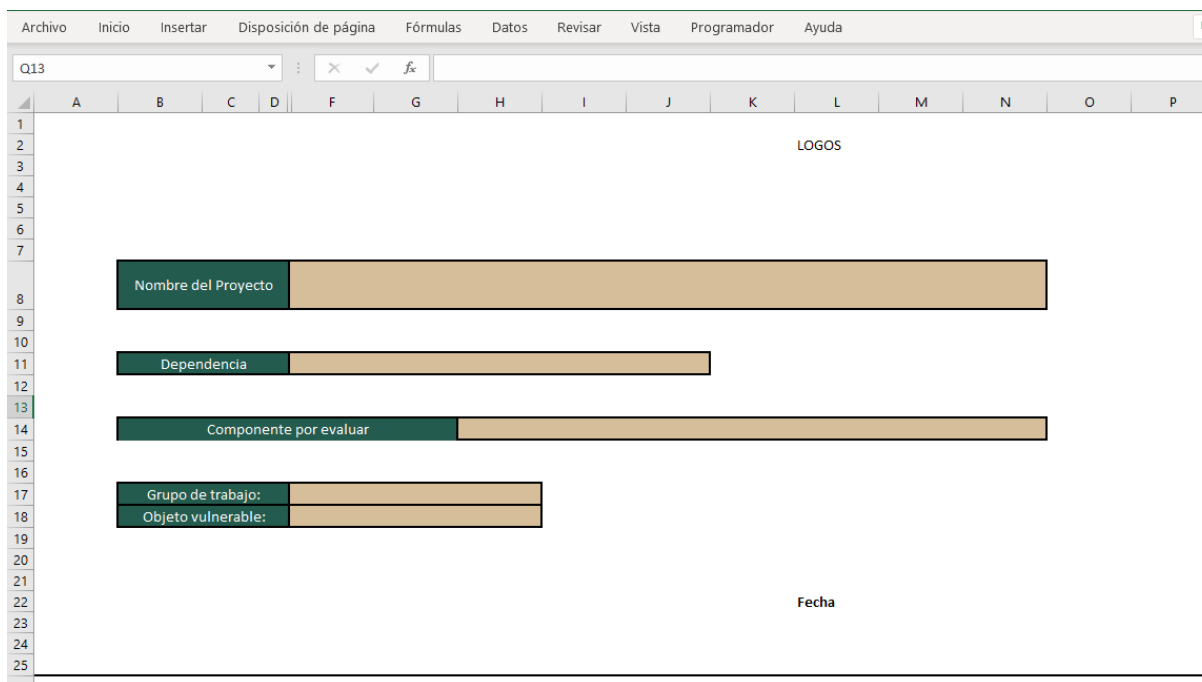 Archivo Inicio Insertar Disposición de página Fórmulas Datos Revisar Vista Programador Ayuda
Q13 fx
A B C D F G H I J K L M N O P
1
2 LOGOS
3
4
5
6
7
8 Nombre del Proyecto
9
10
11 Dependencia
12
13
14 Componente por evaluar
15
16
17 Grupo de trabajo:
18 Objeto vulnerable:
19
20
21
22 Fecha
23
24
25